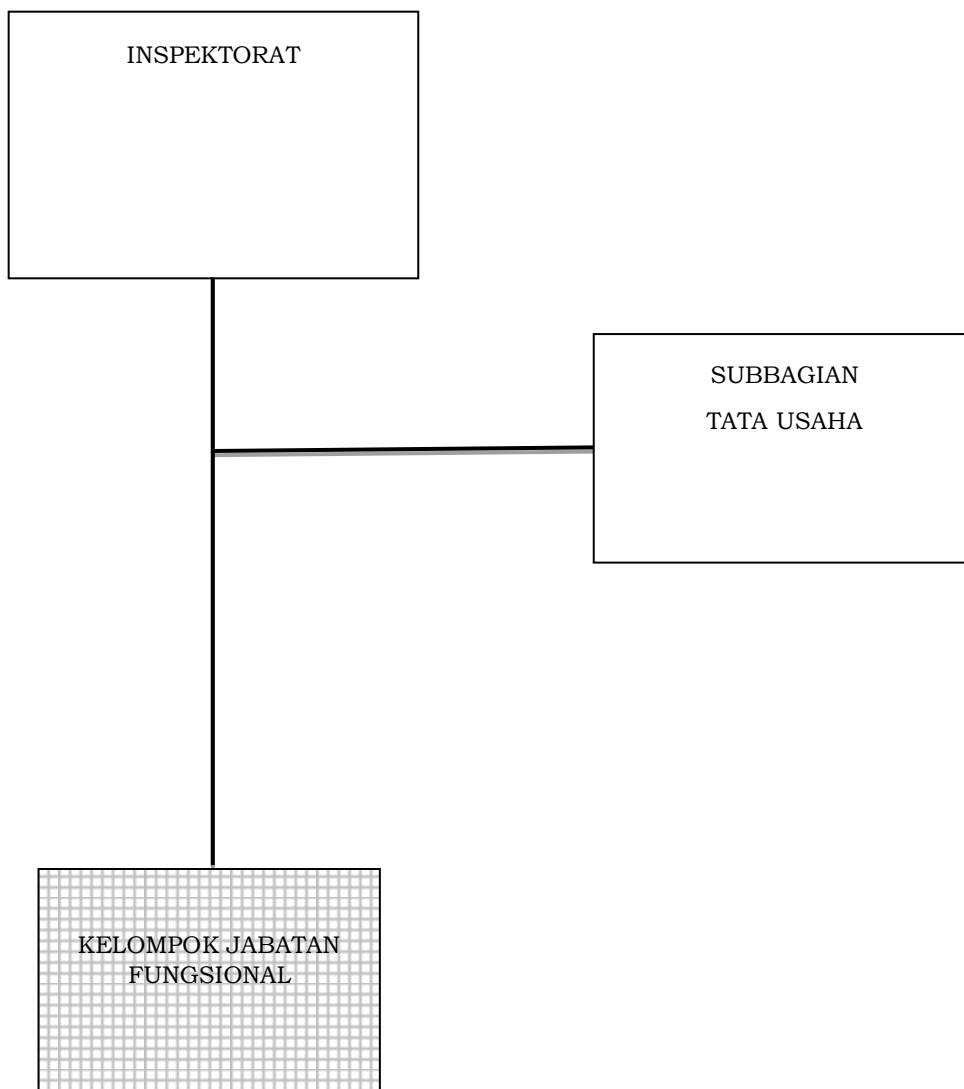 INSPEKTORAT
SUBBAGIAN
TATA USAHA
KELOMPOK JABATAN
FUNGSIONAL